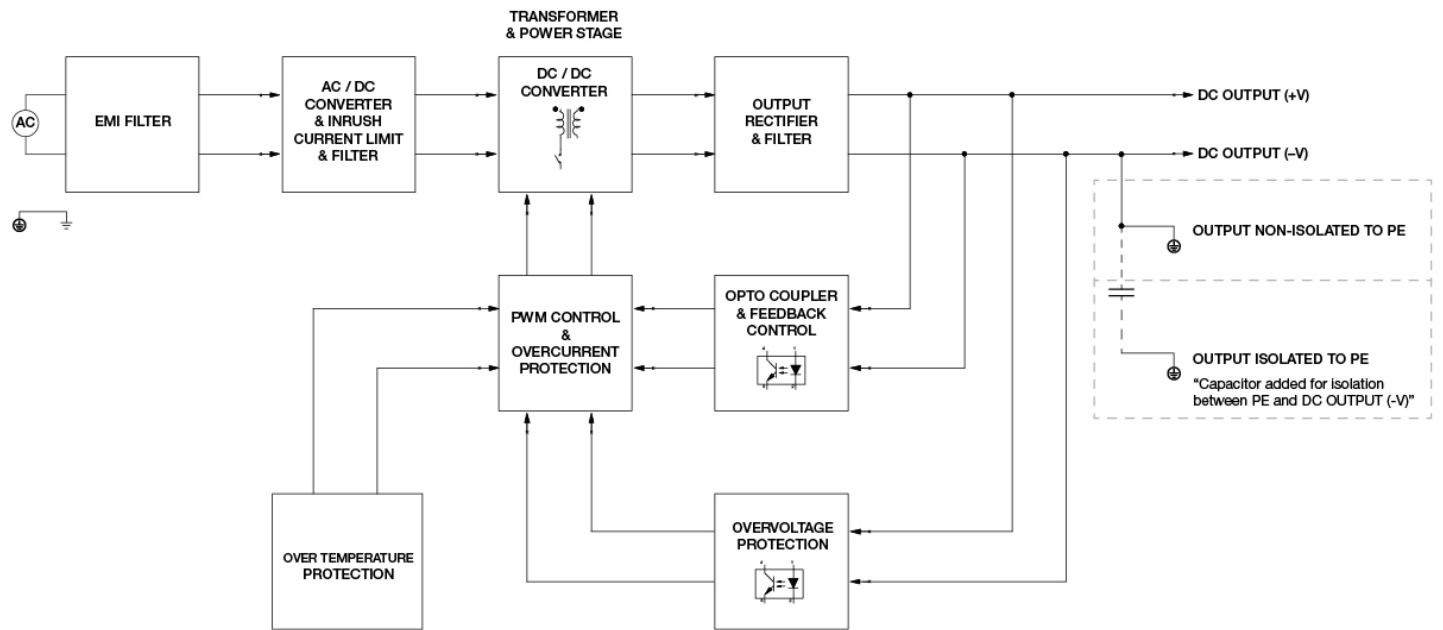 TRANSFORMER
& POWER STAGE
AC
EMI FILTER
AC / DC
CONVERTER
& INRUSH
CURRENT LIMIT
& FILTER
DC / DC
CONVERTER
OUTPUT
RECTIFIER
& FILTER
DC OUTPUT (+V)
DC OUTPUT (–V)
OUTPUT NON-ISOLATED TO PE
PWM CONTROL
&
OVERCURRENT
PROTECTION
OPTO COUPLER
& FEEDBACK
CONTROL
OUTPUT ISOLATED TO PE
“Capacitor added for isolation
between PE and DC OUTPUT (-V)”
OVER TEMPERATURE
PROTECTION
OVERVOLTAGE
PROTECTION